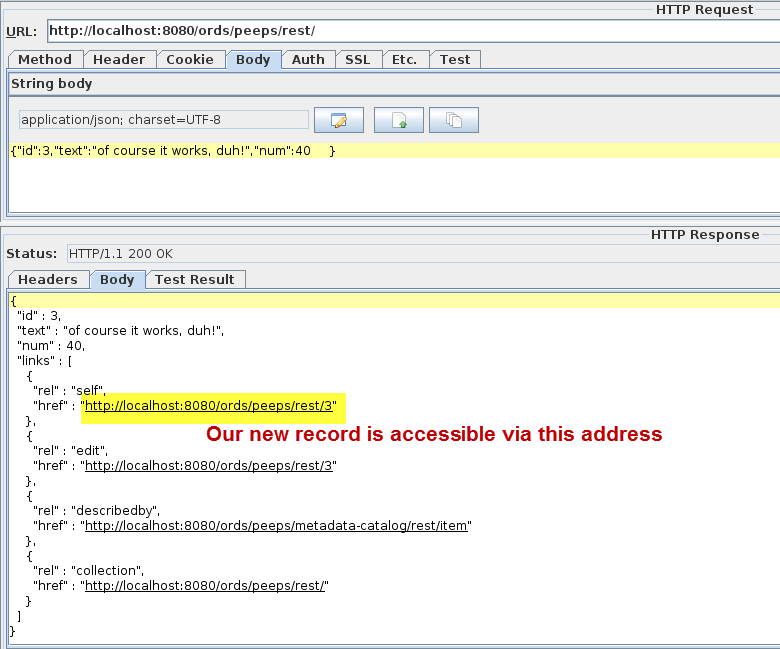 HTTP Request
URL: http://localhost:8080/ords/peeps/rest/
Method Header Cookie Body Auth SSL Etc. Test
String body
application/json; charset=UTF-8
{"id":3,"text":"of course it works, duh!","num":40 }
HTTP Response
Status: HTTP/1.1 200 OK
Headers Body Test Result
{
"id" : 3,
"text" : "of course it works, duh!",
"num" : 40,
"links" : [
{
"rel" : "self",
"href" : "http://localhost:8080/ords/peeps/rest/3"
},
Our new record is accessible via this address
{
"rel" : "edit",
"href" : "http://localhost:8080/ords/peeps/rest/3"
},
{
"rel" : "describedby",
"href" : "http://localhost:8080/ords/peeps/metadata-catalog/rest/item"
},
{
"rel" : "collection",
"href" : "http://localhost:8080/ords/peeps/rest/"
}
]
}